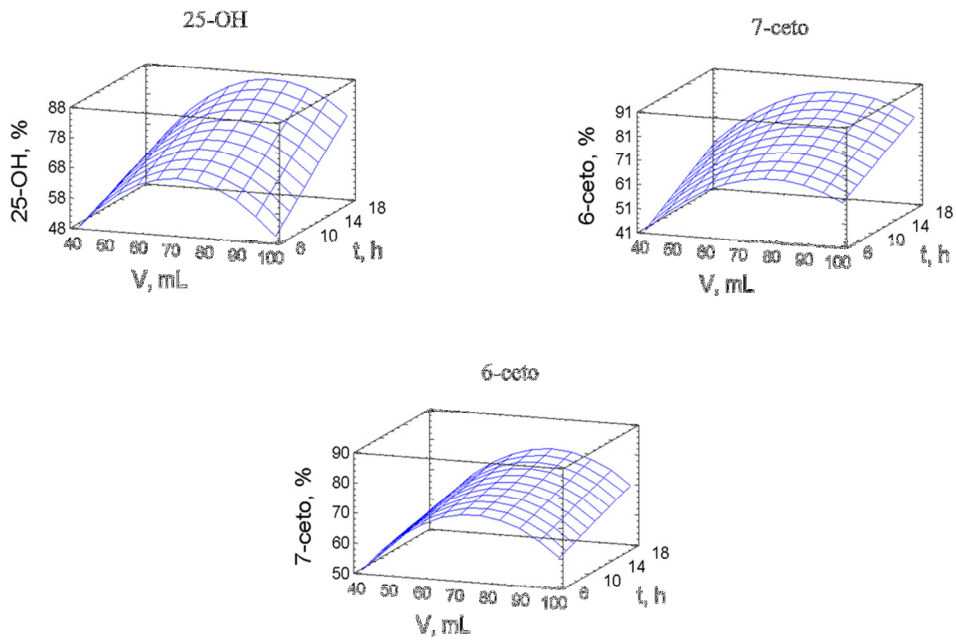 25-OH
88
78
68
58
48
25-OH, %
40 50 60 70 80 90 100
V, mL
6 10 14 18
t, h
7-ceto
91
81
71
61
51
41
6-ceto, %
40 50 60 70 80 90 100
V, mL
6 10 14 18
t, h
6-ceto
90
80
70
60
50
7-ceto, %
40 50 60 70 80 90 100
V, mL
6 10 14 18
t, h